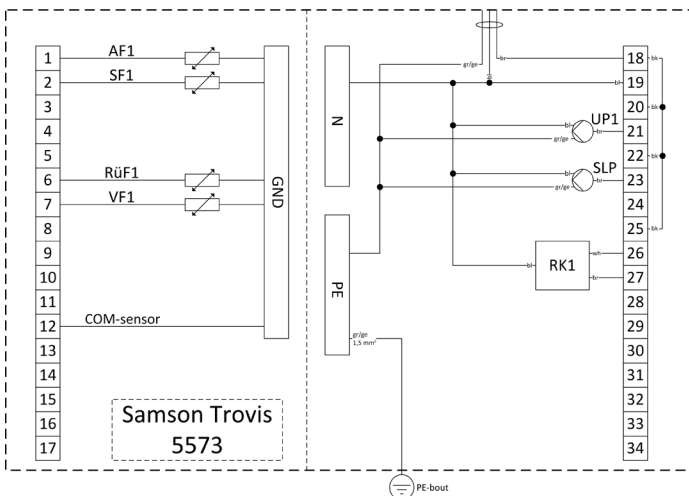 1
2
3
4
5
6
7
8
9
10
11
12
13
14
15
16
17
AF1
SF1
RüF1
VF1
COM-sensor
GND
Samson Trovis
5573
N
PE
gr/ge
br
bl
bl
UP1
br
gr/ge
bl
SLP
br
gr/ge
bl
RK1
wh
br
bk
bk
bk
bk
gr/ge
1,5 mm²
PE-bout
18
19
20
21
22
23
24
25
26
27
28
29
30
31
32
33
34